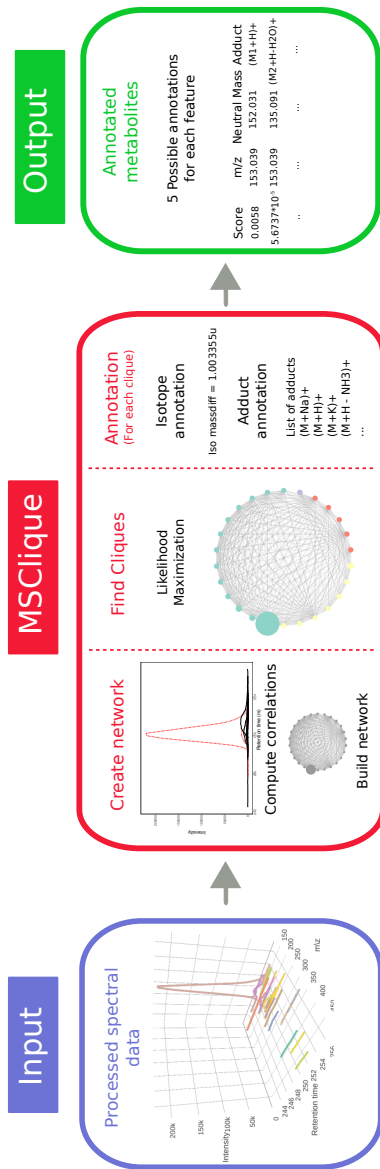 Input
Processed spectral
data
200k
150k
Intensity100k
50k
0
244
246
248
250
252
254
256
Retention time
150
200
250
300
350
400
450
m\z
MSClique
Create network
Intensity
Retention time (m)
Compute correlations
Build network
Find Cliques
Likelihood
Maximization
Annotation
(For each clique)
Isotope
annotation
Iso massdiff = 1.003355u
Adduct
annotation
List of adducts
(M+Na)+
(M+H)+
(M+K)+
(M+H - NH3)+
...
Output
Annotated
metabolites
5 Possible annotations
for each feature
Score m/z Neutral Mass Adduct
0.0058 153.039 152.031 (M1+H)+
5.6737*10⁻⁵ 153.039 135.091 (M2+H-H2O)+
.. ... ... ...